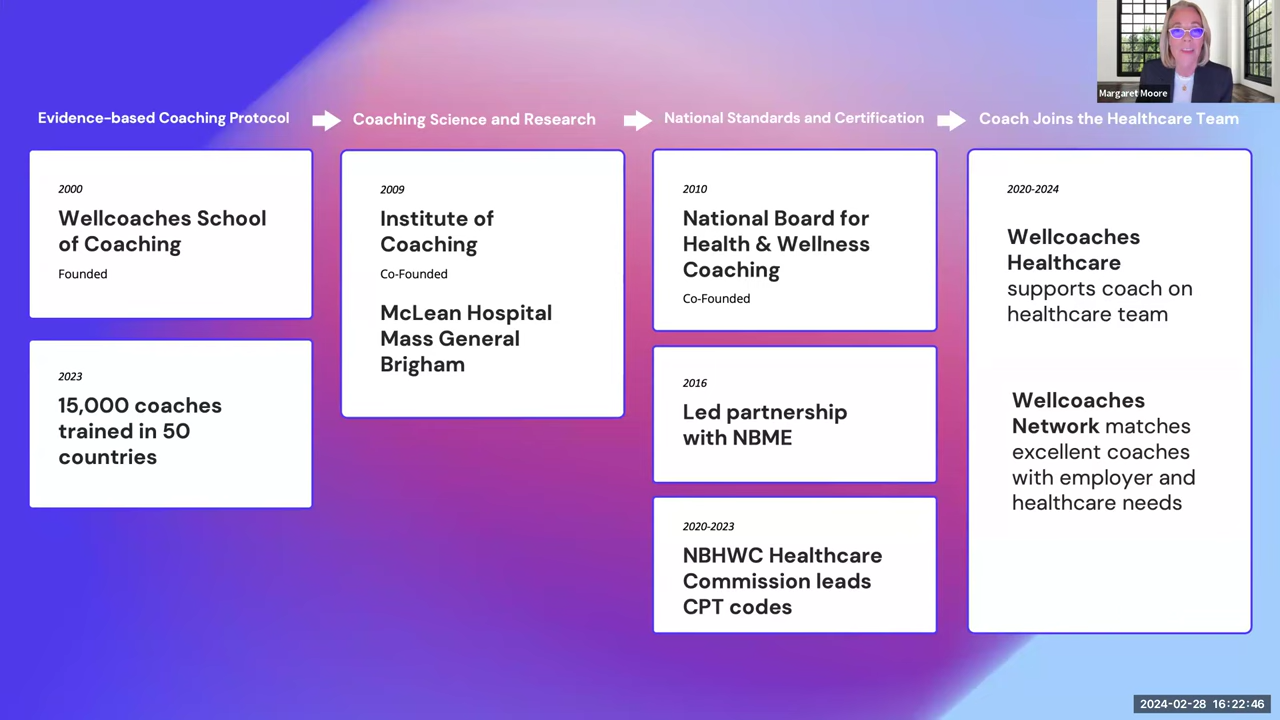 Margaret Moore
Evidence-based Coaching Protocol
Coaching Science and Research
National Standards and Certification
Coach Joins the Healthcare Team
2000
Wellcoaches School
of Coaching
Founded
2023
15,000 coaches
trained in 50
countries
2009
Institute of
Coaching
Co-Founded
McLean Hospital
Mass General
Brigham
2010
National Board for
Health & Wellness
Coaching
Co-Founded
2016
Led partnership
with NBME
2020-2023
NBHWC Healthcare
Commission leads
CPT codes
2020-2024
Wellcoaches
Healthcare
supports coach on
healthcare team
Wellcoaches
Network matches
excellent coaches
with employer and
healthcare needs
2024-02-28 16:22:46